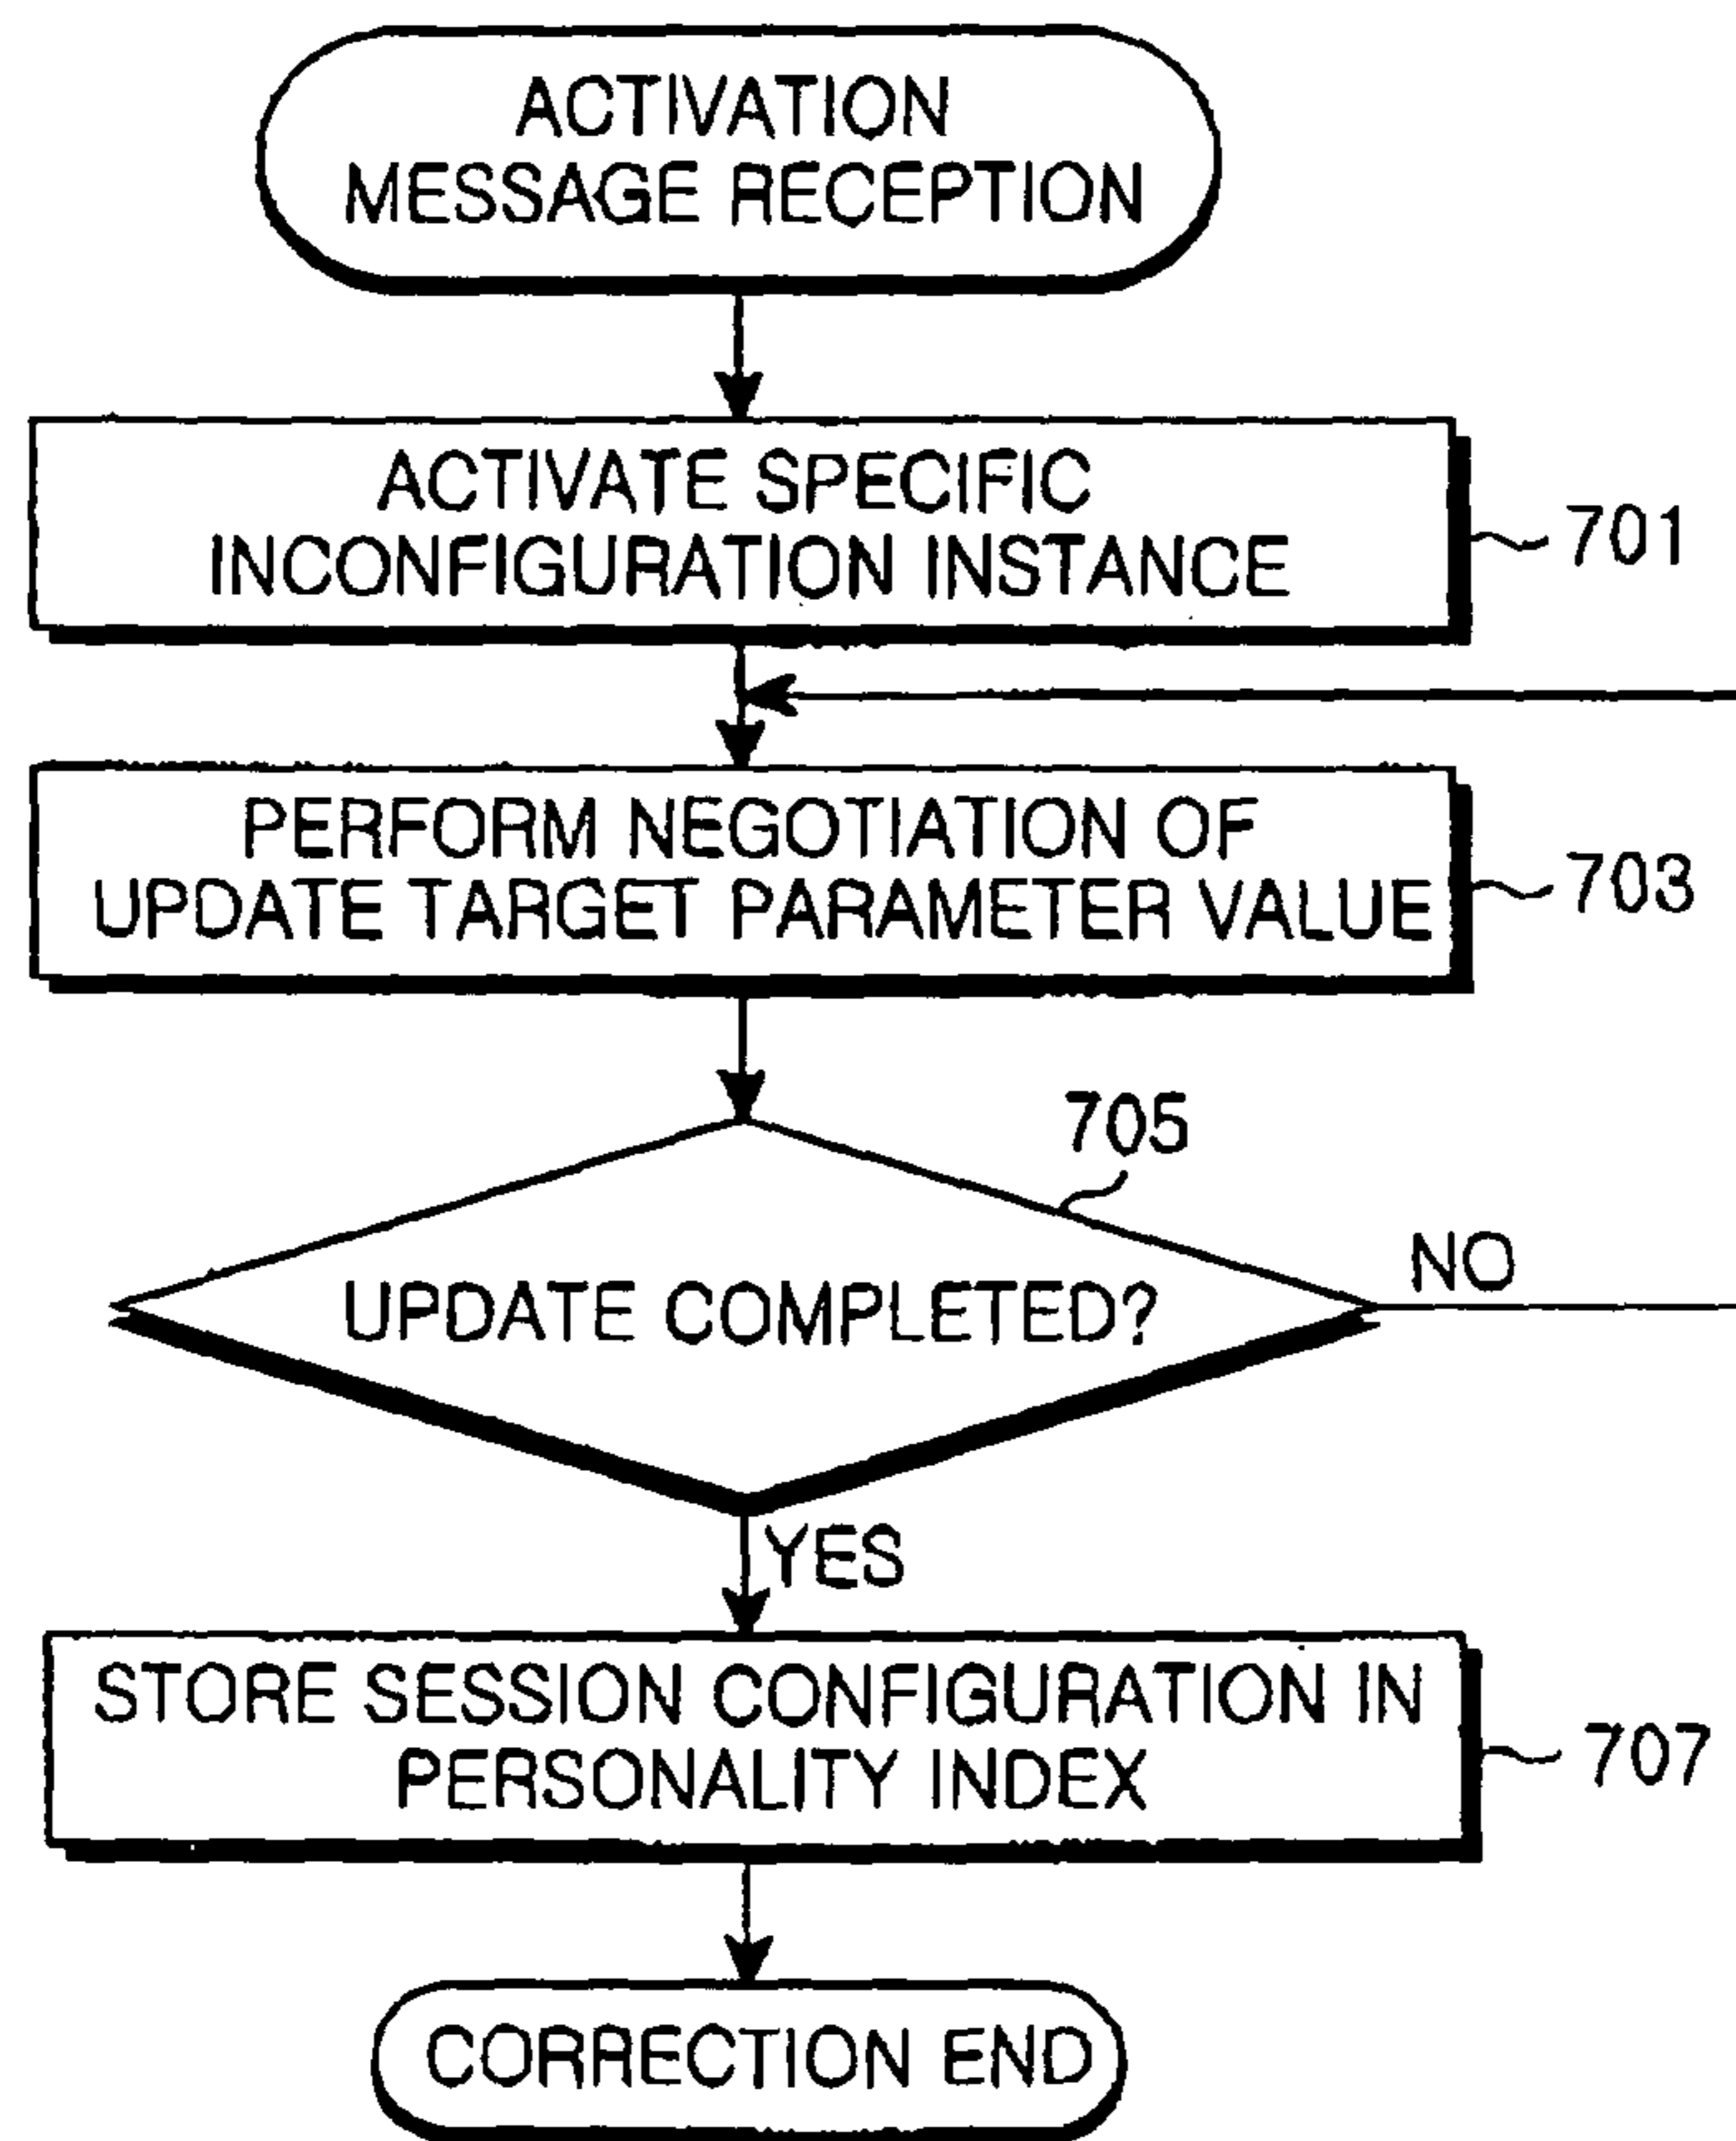 ACTIVATION
MESSAGE RECEPTION
ACTIVATE SPECIFIC
INCONFIGURATION INSTANCE
701
PERFORM NEGOTIATION OF
UPDATE TARGET PARAMETER VALUE
703
705
UPDATE COMPLETED?
NO
YES
STORE SESSION CONFIGURATION IN
PERSONALITY INDEX
707
CORRECTION END